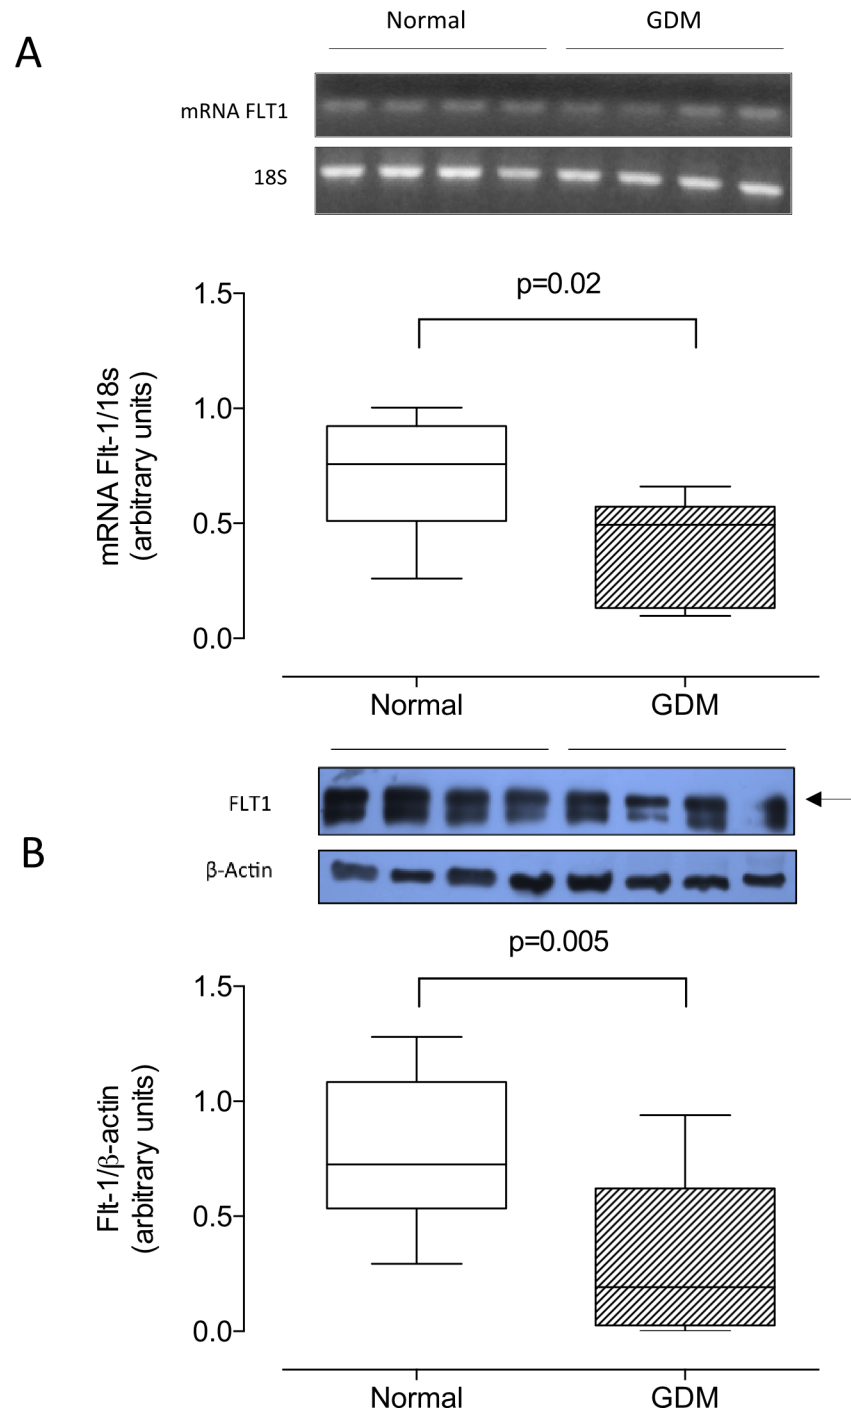 Normal GDM
A
mRNA FLT1
18S
p=0.02
1.5
1.0
0.5
0.0
mRNA Flt-1/18s
(arbitrary units)
Normal GDM
FLT1
B
β-Actin
p=0.005
1.5
1.0
0.5
0.0
Flt-1/β-actin
(arbitrary units)
Normal GDM